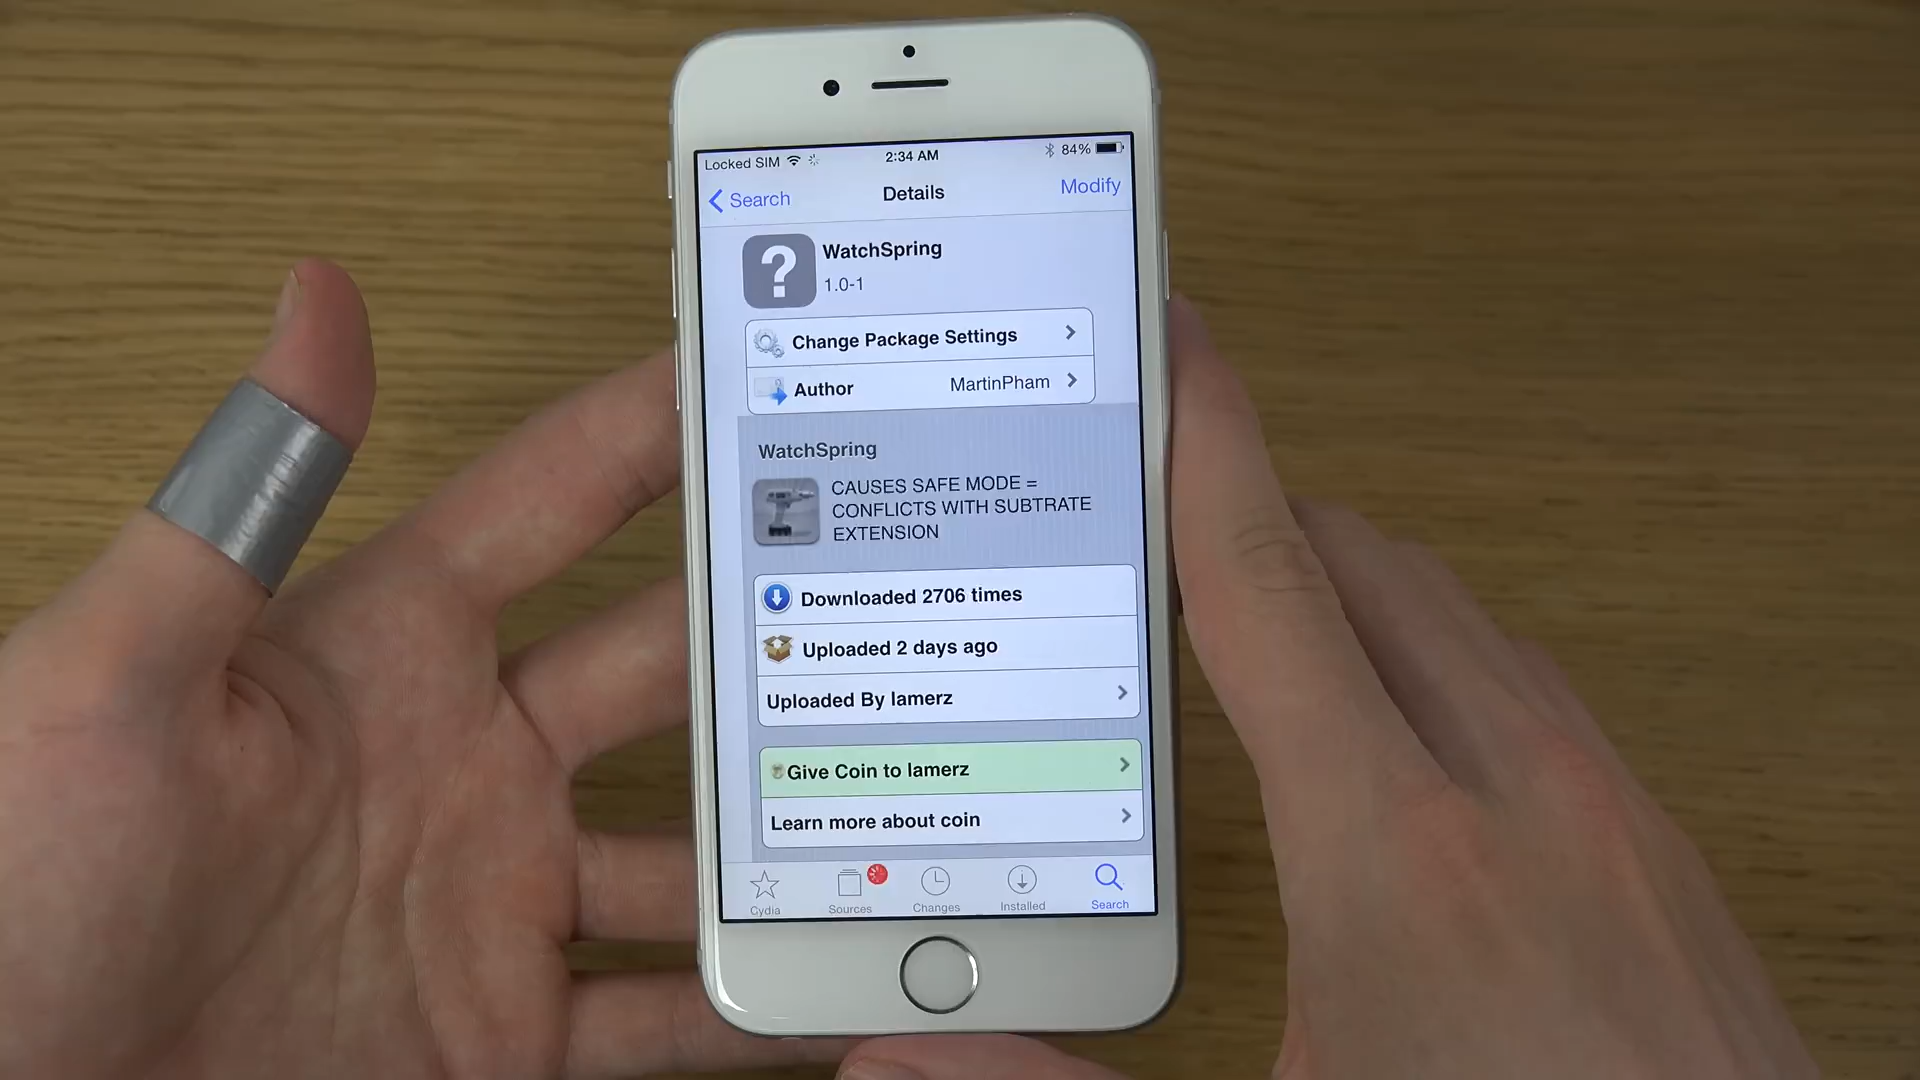 Locked SIM 2:34 AM 84%
Search Details Modify
?
WatchSpring
1.0-1
Change Package Settings
Author MartinPham
WatchSpring
CAUSES SAFE MODE =
CONFLICTS WITH SUBTRATE
EXTENSION
Downloaded 2706 times
Uploaded 2 days ago
Uploaded By lamerz
Give Coin to lamerz
Learn more about coin
Cydia Sources Changes Installed Search